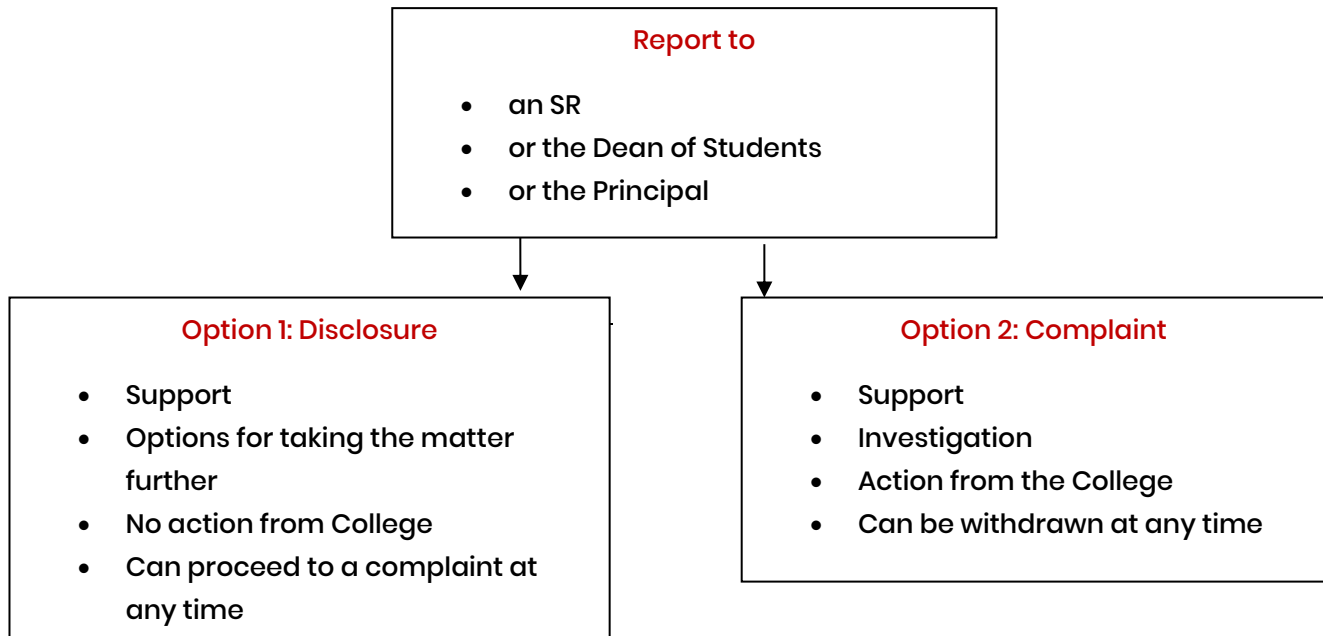 Report to
• an SR
• or the Dean of Students
• or the Principal
Option 1: Disclosure
• Support
• Options for taking the matter
further
• No action from College
• Can proceed to a complaint at
any time
Option 2: Complaint
• Support
• Investigation
• Action from the College
• Can be withdrawn at any time